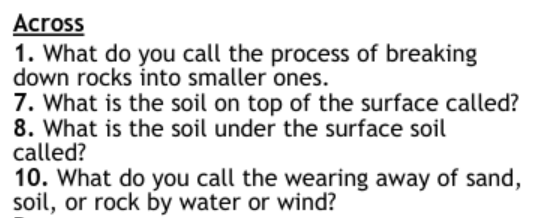 Across
1. What do you call the process of breaking
down rocks into smaller ones.
7. What is the soil on top of the surface called?
8. What is the soil under the surface soil
called?
10. What do you call the wearing away of sand,
soil, or rock by water or wind?